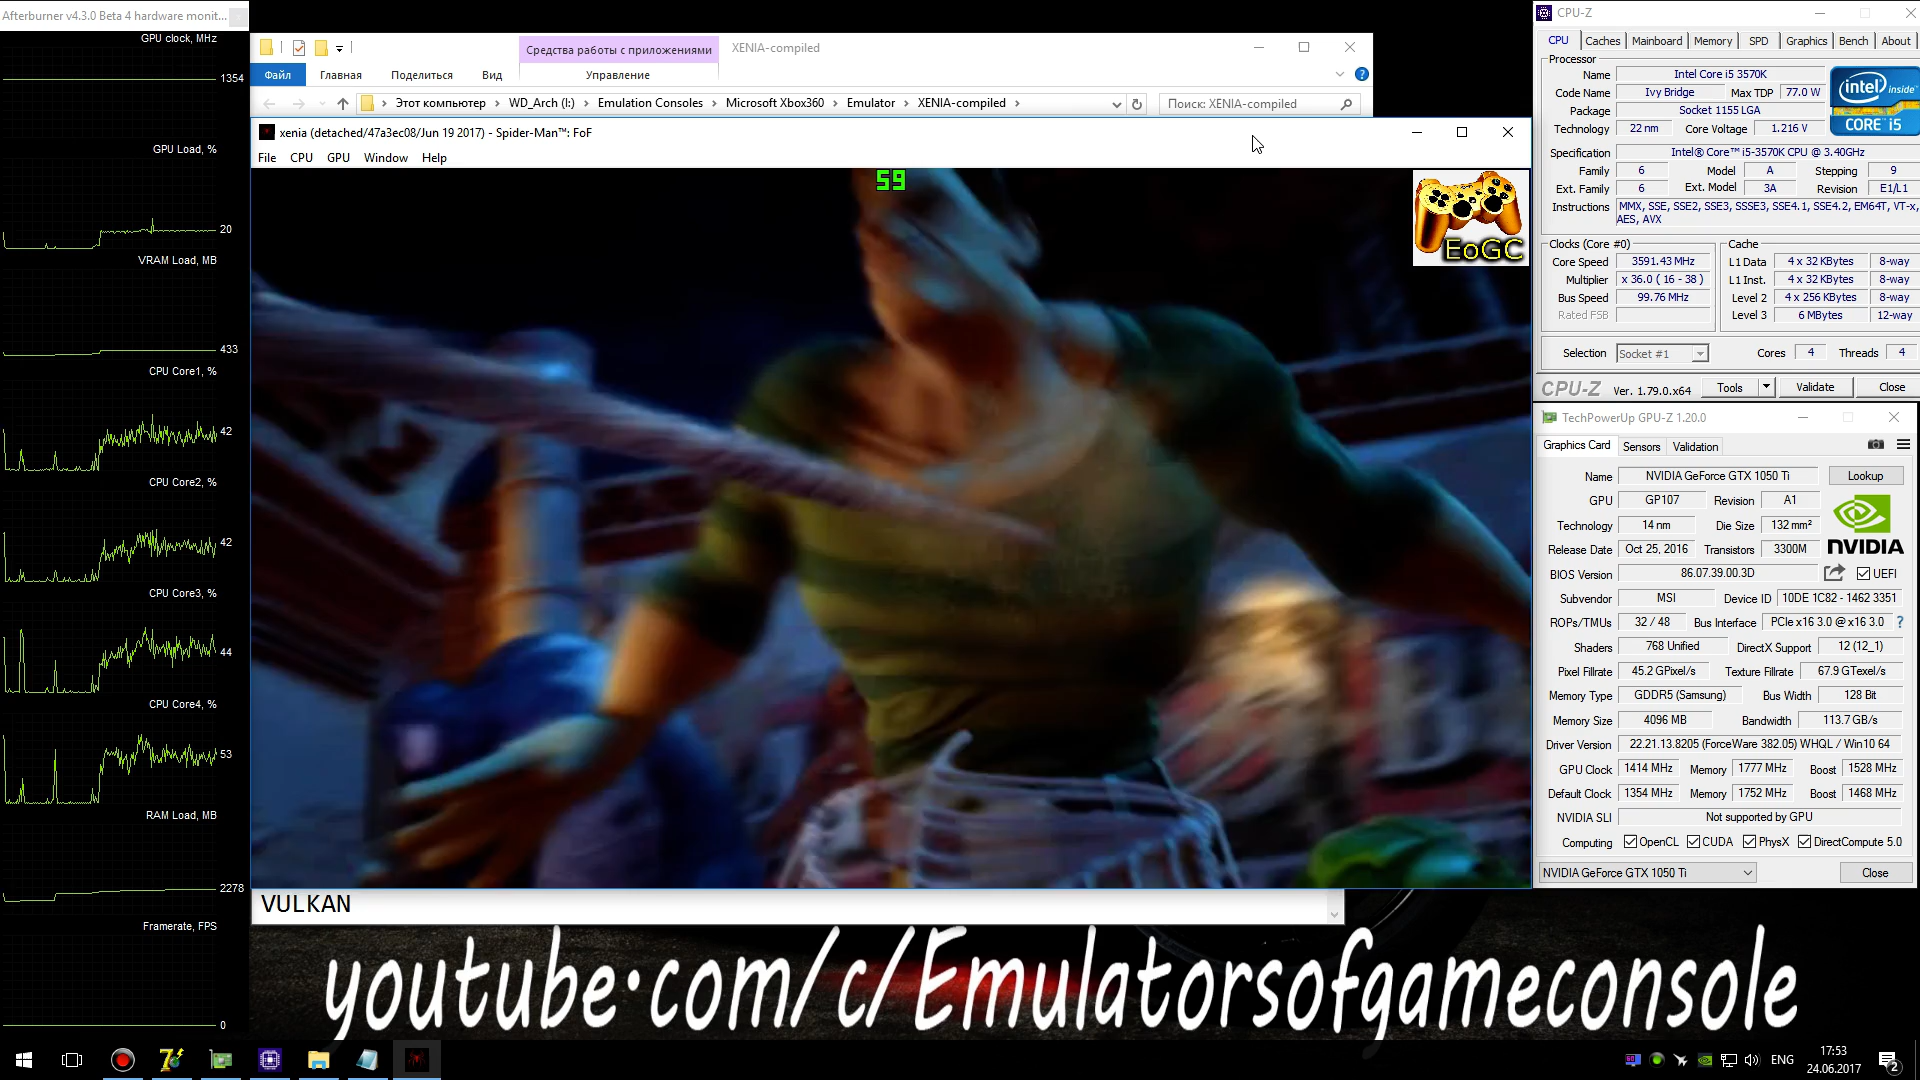 Afterburner v4.3.0 Beta 4 hardware monit...
GPU clock, MHz
1354
GPU Load, %
20
VRAM Load, MB
433
CPU Core1, %
42
CPU Core2, %
42
CPU Core3, %
44
CPU Core4, %
53
RAM Load, MB
2278
Framerate, FPS
0
Средства работы с приложениями
XENIA-compiled
Файл Главная Поделиться Вид Управление
Этот компьютер WD_Arch (I:) Emulation Consoles Microsoft Xbox360 Emulator XENIA-compiled
Поиск: XENIA-compiled
xenia (detached/47a3ec08/Jun 19 2017) - Spider-Man™: FoF
File CPU GPU Window Help
59
EoGC
VULKAN
youtube.com/c/Emulatorsofgameconsole
CPU-Z
CPU Caches Mainboard Memory SPD Graphics Bench About
Processor
Name Intel Core i5 3570K
Code Name Ivy Bridge Max TDP 77.0 W
Package Socket 1155 LGA
Technology 22 nm Core Voltage 1.216 V
intel inside™
CORE i5
Specification Intel® Core™ i5-3570K CPU @ 3.40GHz
Family 6 Model A Stepping 9
Ext. Family 6 Ext. Model 3A Revision E1/L1
Instructions MMX, SSE, SSE2, SSE3, SSSE3, SSE4.1, SSE4.2, EM64T, VT-x,
AES, AVX
Clocks (Core #0) Cache
Core Speed 3591.43 MHz L1 Data 4 x 32 KBytes 8-way
Multiplier x 36.0 ( 16 - 38 ) L1 Inst. 4 x 32 KBytes 8-way
Bus Speed 99.76 MHz Level 2 4 x 256 KBytes 8-way
Rated FSB Level 3 6 MBytes 12-way
Selection Socket #1 Cores 4 Threads 4
CPU-Z Ver. 1.79.0.x64 Tools Validate Close
TechPowerUp GPU-Z 1.20.0
Graphics Card Sensors Validation
Name NVIDIA GeForce GTX 1050 Ti Lookup
GPU GP107 Revision A1
Technology 14 nm Die Size 132 mm²
Release Date Oct 25, 2016 Transistors 3300M
NVIDIA
BIOS Version 86.07.39.00.3D UEFI
Subvendor MSI Device ID 10DE 1C82 - 1462 3351
ROPs/TMUs 32 / 48 Bus Interface PCIe x16 3.0 @ x16 3.0 ?
Shaders 768 Unified DirectX Support 12 (12_1)
Pixel Fillrate 45.2 GPixel/s Texture Fillrate 67.9 GTexel/s
Memory Type GDDR5 (Samsung) Bus Width 128 Bit
Memory Size 4096 MB Bandwidth 113.7 GB/s
Driver Version 22.21.13.8205 (ForceWare 382.05) WHQL / Win10 64
GPU Clock 1414 MHz Memory 1777 MHz Boost 1528 MHz
Default Clock 1354 MHz Memory 1752 MHz Boost 1468 MHz
NVIDIA SLI Not supported by GPU
Computing OpenCL CUDA PhysX DirectCompute 5.0
NVIDIA GeForce GTX 1050 Ti Close
ENG
17:53
24.06.2017
2